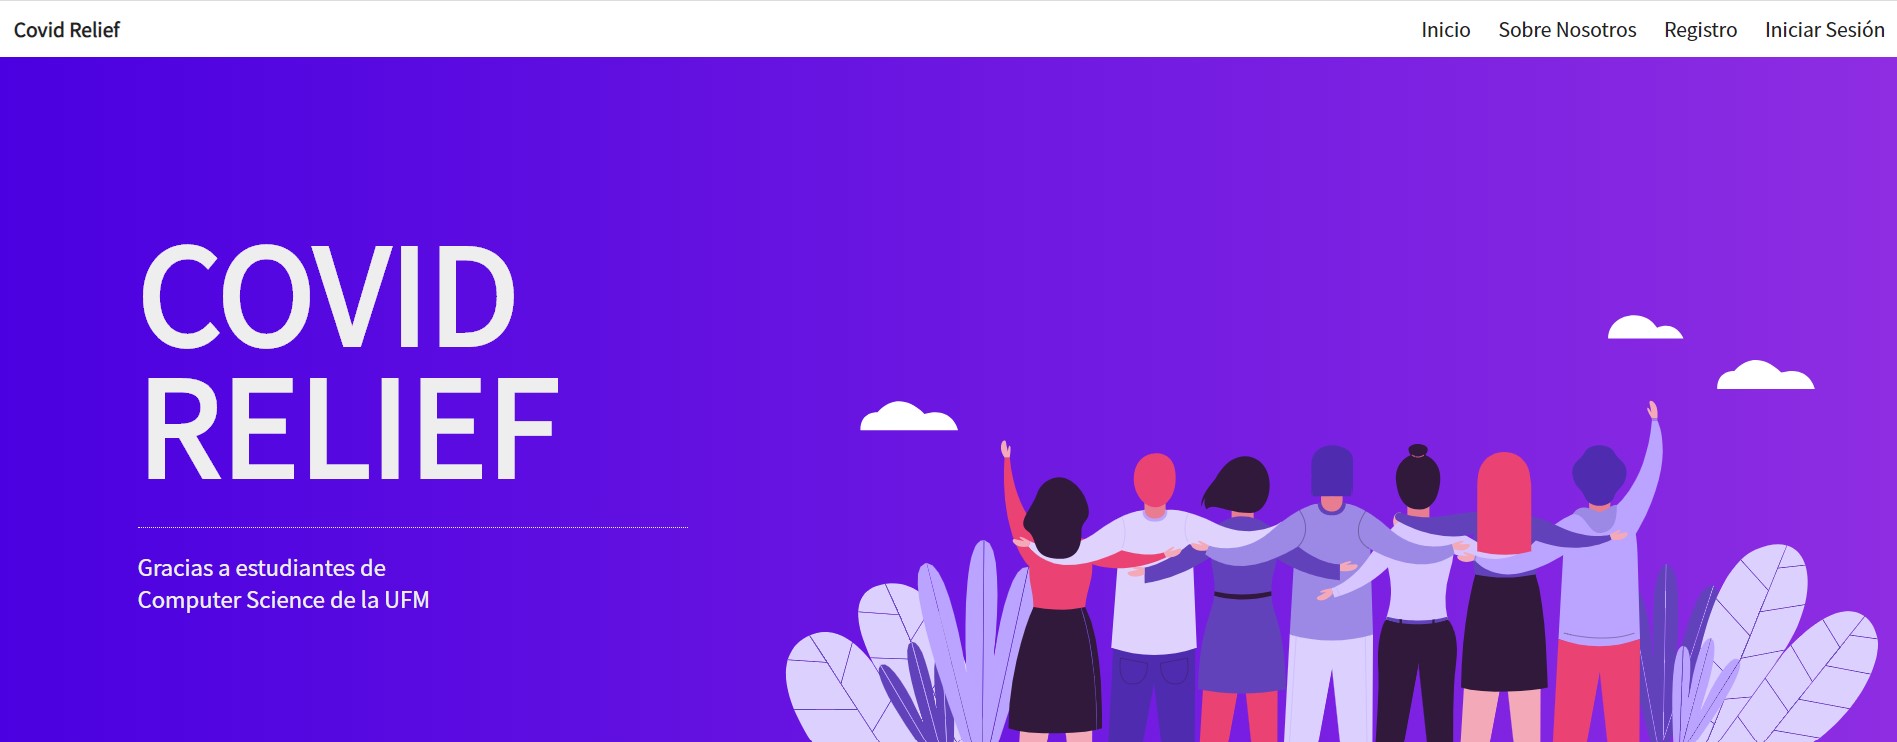 Covid Relief
Inicio Sobre Nosotros Registro Iniciar Sesión
COVID
RELIEF
Gracias a estudiantes de
Computer Science de la UFM